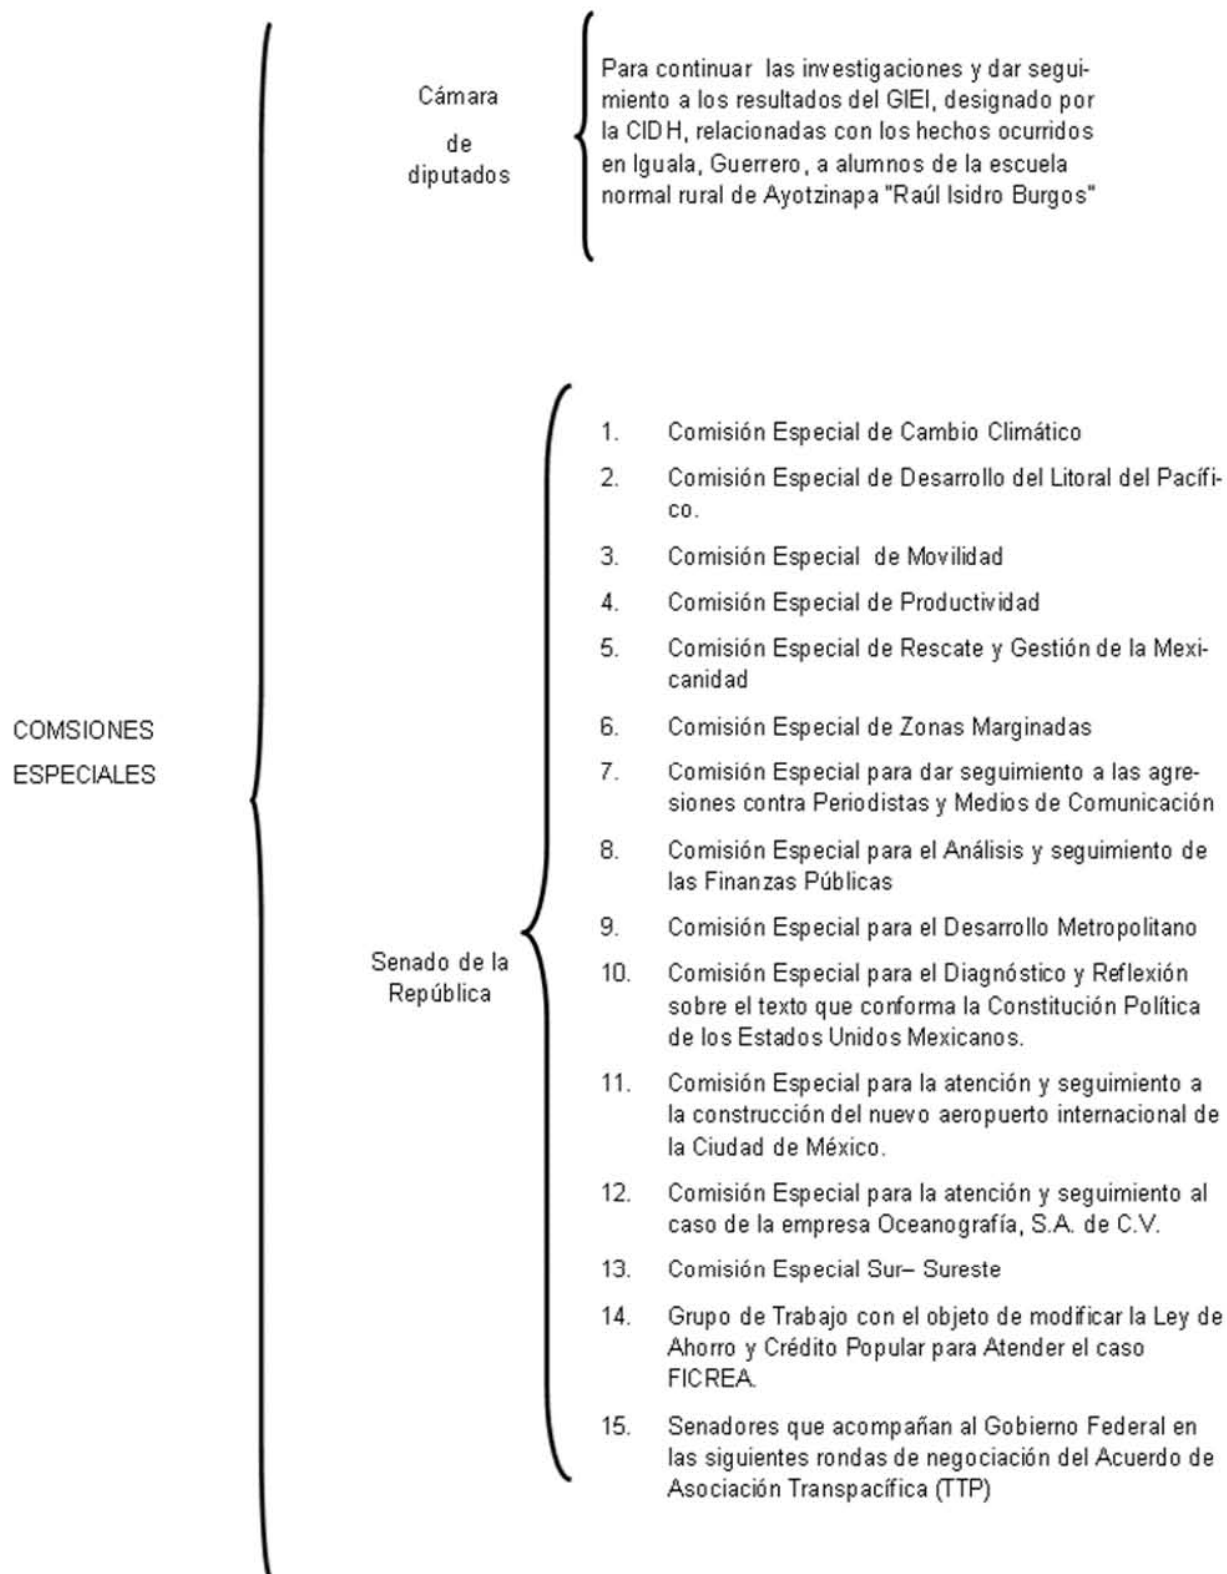 COMSIONES
ESPECIALES
Cámara
de
diputados
Para continuar las investigaciones y dar segui-
miento a los resultados del GIEI, designado por
la CIDH, relacionadas con los hechos ocurridos
en Iguala, Guerrero, a alumnos de la escuela
normal rural de Ayotzinapa "Raúl Isidro Burgos"
Senado de la
República
1. Comisión Especial de Cambio Climático
2. Comisión Especial de Desarrollo del Litoral del Pacífi-
co.
3. Comisión Especial de Movilidad
4. Comisión Especial de Productividad
5. Comisión Especial de Rescate y Gestión de la Mexi-
canidad
6. Comisión Especial de Zonas Marginadas
7. Comisión Especial para dar seguimiento a las agre-
siones contra Periodistas y Medios de Comunicación
8. Comisión Especial para el Análisis y seguimiento de
las Finanzas Públicas
9. Comisión Especial para el Desarrollo Metropolitano
10. Comisión Especial para el Diagnóstico y Reflexión
sobre el texto que conforma la Constitución Política
de los Estados Unidos Mexicanos.
11. Comisión Especial para la atención y seguimiento a
la construcción del nuevo aeropuerto internacional de
la Ciudad de México.
12. Comisión Especial para la atención y seguimiento al
caso de la empresa Oceanografía, S.A. de C.V.
13. Comisión Especial Sur– Sureste
14. Grupo de Trabajo con el objeto de modificar la Ley de
Ahorro y Crédito Popular para Atender el caso
FICREA.
15. Senadores que acompañan al Gobierno Federal en
las siguientes rondas de negociación del Acuerdo de
Asociación Transpacífica (TTP)